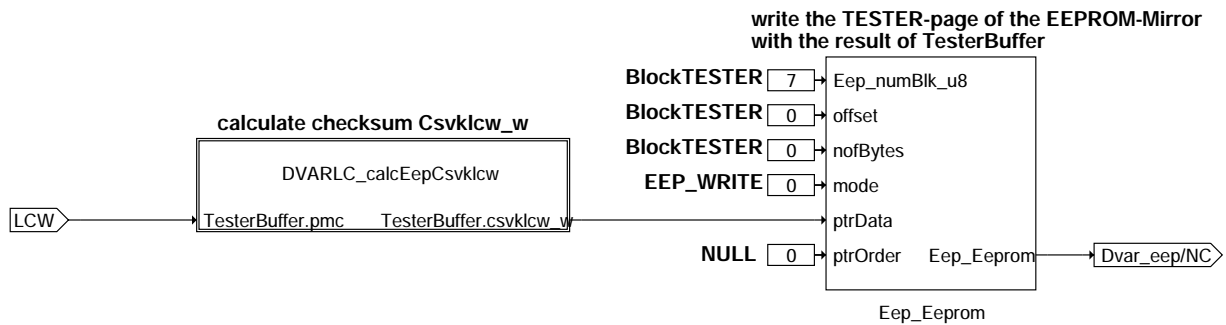 write the TESTER-page of the EEPROM-Mirror
with the result of TesterBuffer
BlockTESTER 7 Eep_numBlk_u8
BlockTESTER 0 offset
calculate checksum Csvklcw_w
BlockTESTER 0 nofBytes
DVARLC_calcEepCsvklcw
EEP_WRITE 0 mode
LCW TesterBuffer.pmc TesterBuffer.csvklcw_w ptrData
NULL 0 ptrOrder Eep_Eeprom Dvar_eep/NC
Eep_Eeprom